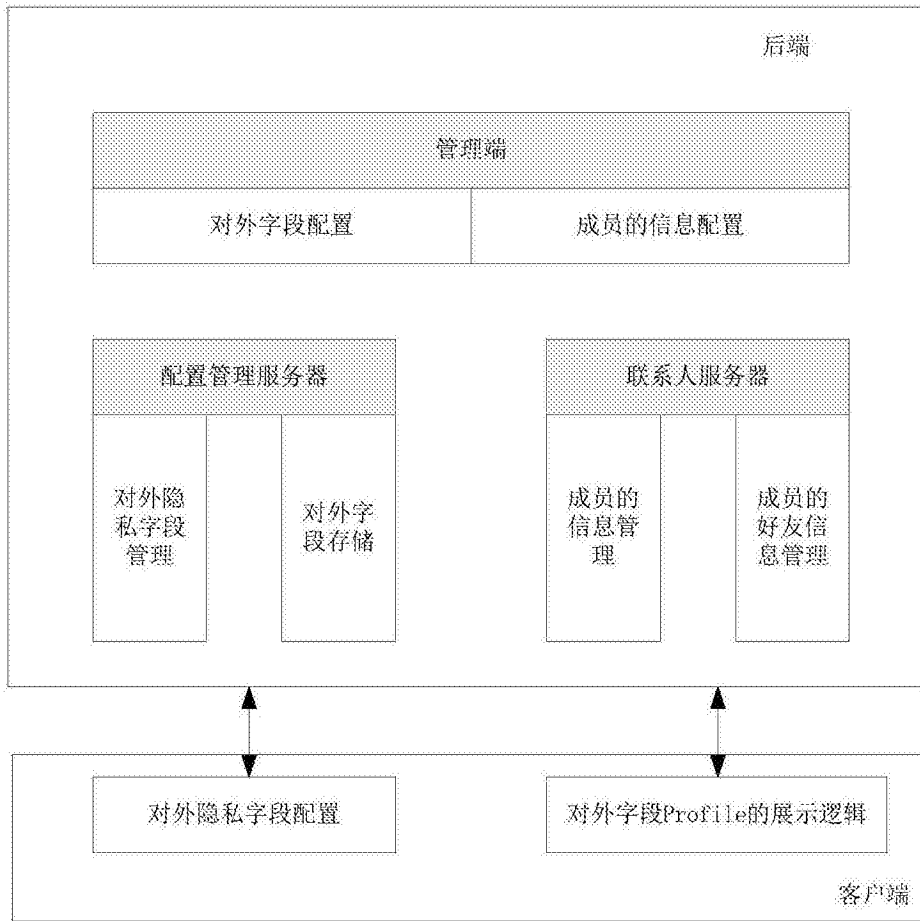 后端
管理端
对外字段配置
成员的信息配置
配置管理服务器
对外隐
私字段
管理
对外字
段存储
联系人服务器
成员的
信息管
理
成员的
好友信
息管理
对外隐私字段配置
对外字段Profile的展示逻辑
客户端